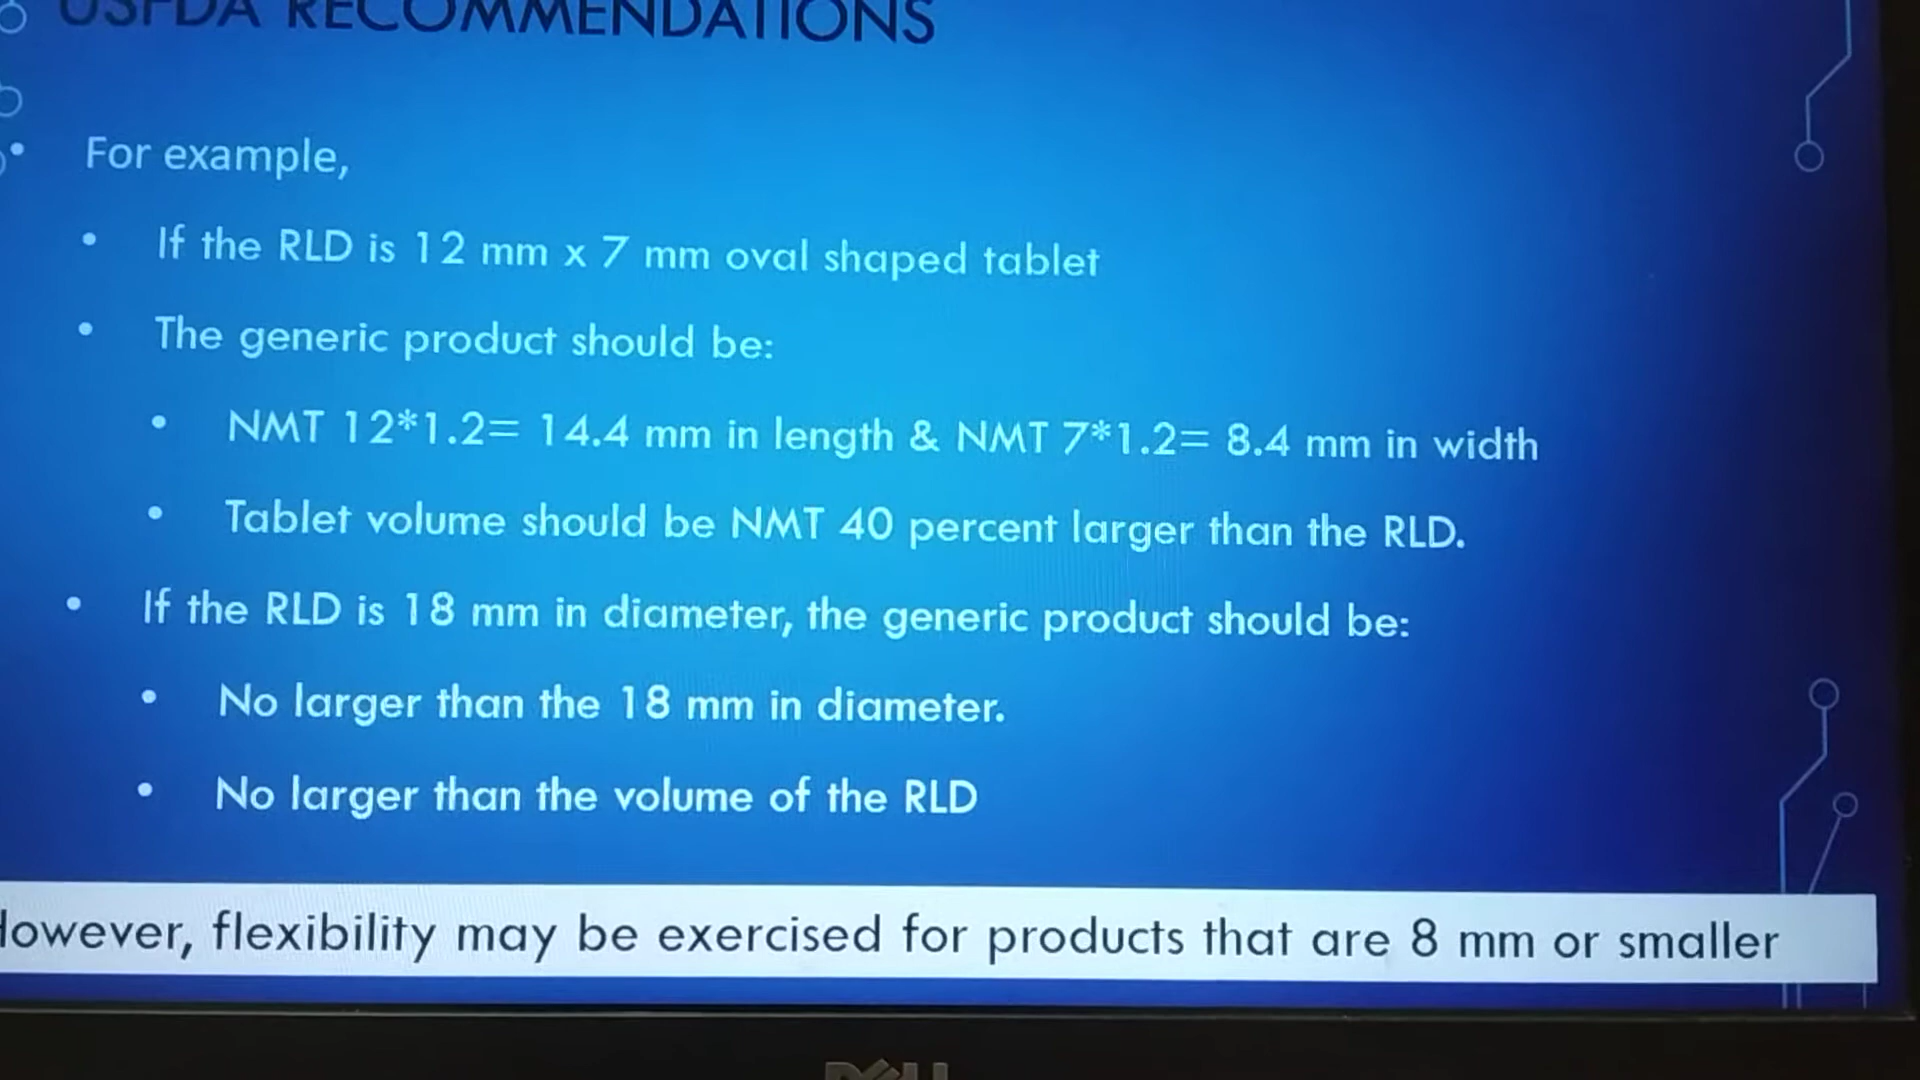 USFDA RECOMMENDATIONS
• For example,
• If the RLD is 12 mm x 7 mm oval shaped tablet
• The generic product should be:
• NMT 12*1.2= 14.4 mm in length & NMT 7*1.2= 8.4 mm in width
• Tablet volume should be NMT 40 percent larger than the RLD.
• If the RLD is 18 mm in diameter, the generic product should be:
• No larger than the 18 mm in diameter.
• No larger than the volume of the RLD
However, flexibility may be exercised for products that are 8 mm or smaller
DELL